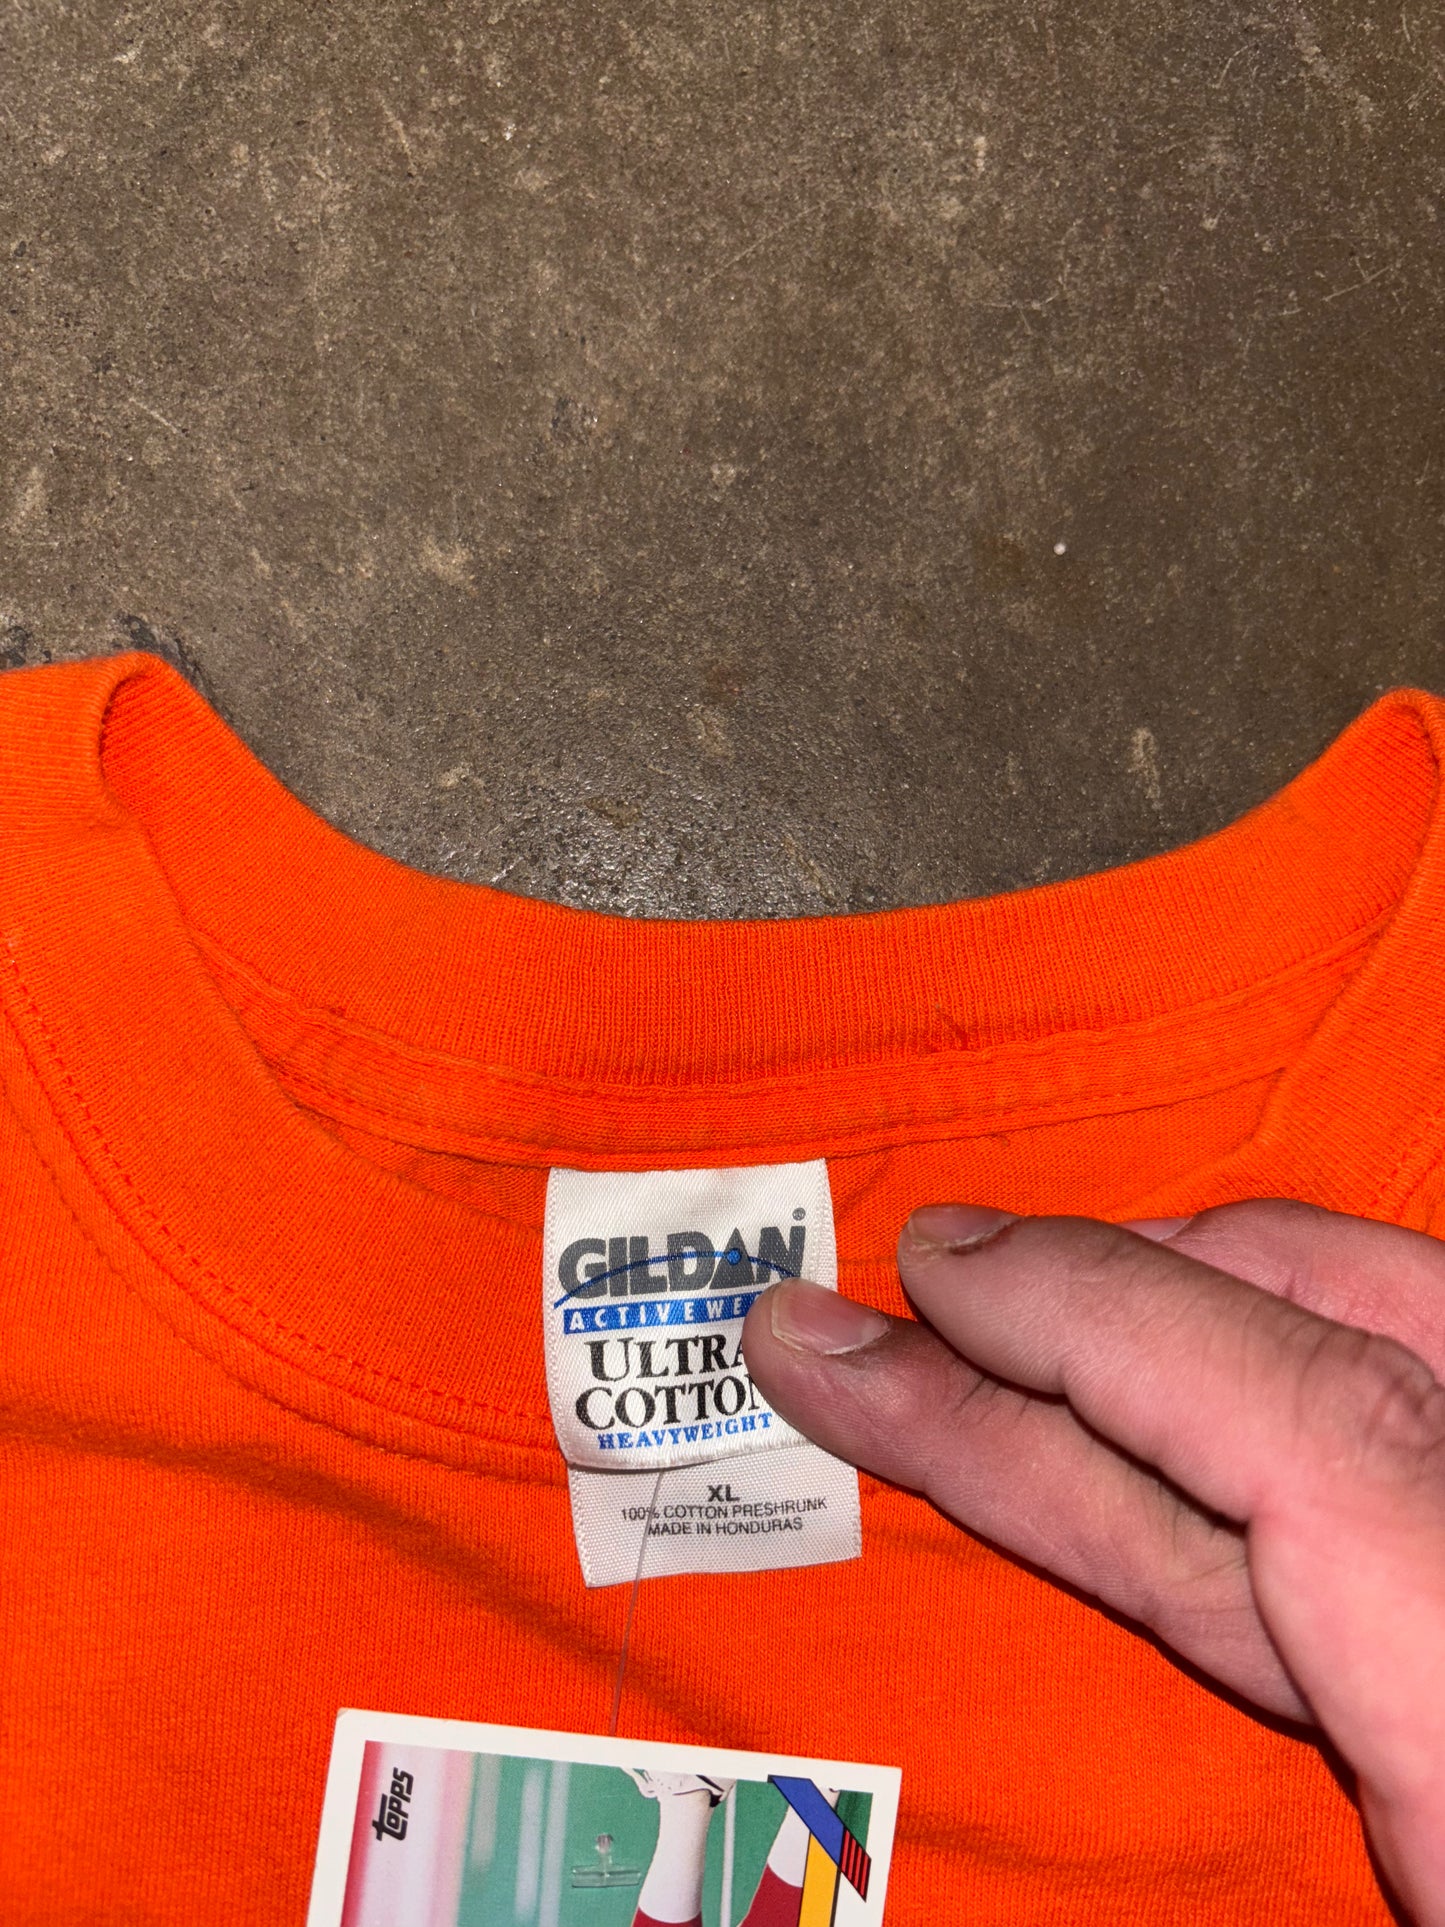 GILDAN®
ULTRA
COTTON
HEAVYWEIGHT
XL
100% COTTON PRESHRUNK
MADE IN HONDURAS
TOPPS